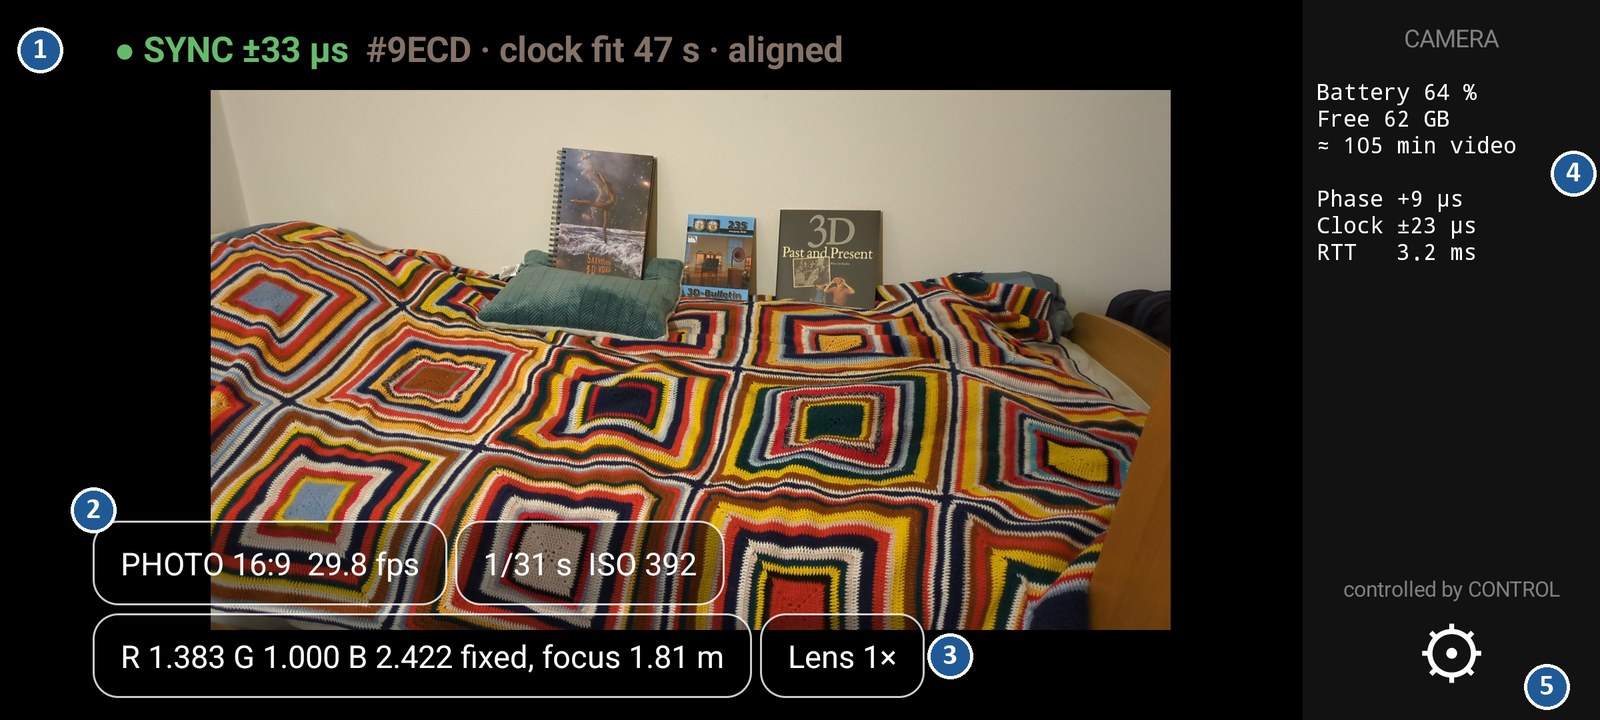 1
● SYNC ±33 µs #9ECD · clock fit 47 s · aligned
CAMERA
Battery 64 %
Free 62 GB
≈ 105 min video
4
Phase +9 µs
Clock ±23 µs
RTT 3.2 ms
235
3D
Past and Present
3D-Bulletin
2
PHOTO 16:9 29.8 fps
1/31 s ISO 392
R 1.383 G 1.000 B 2.422 fixed, focus 1.81 m
Lens 1×
3
controlled by CONTROL
5